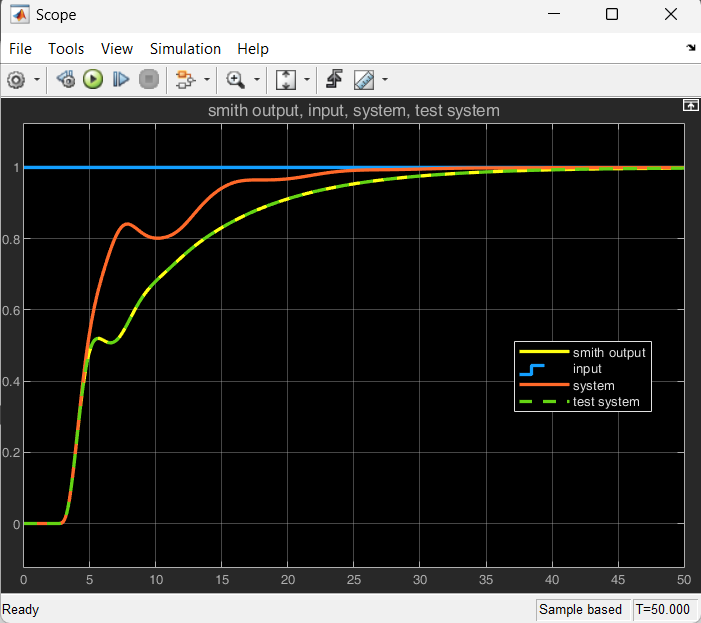 Scope
File Tools View Simulation Help
smith output, input, system, test system
1
0.8
0.6
0.4
0.2
0
smith output
input
system
test system
0 5 10 15 20 25 30 35 40 45 50
Ready Sample based T=50.000